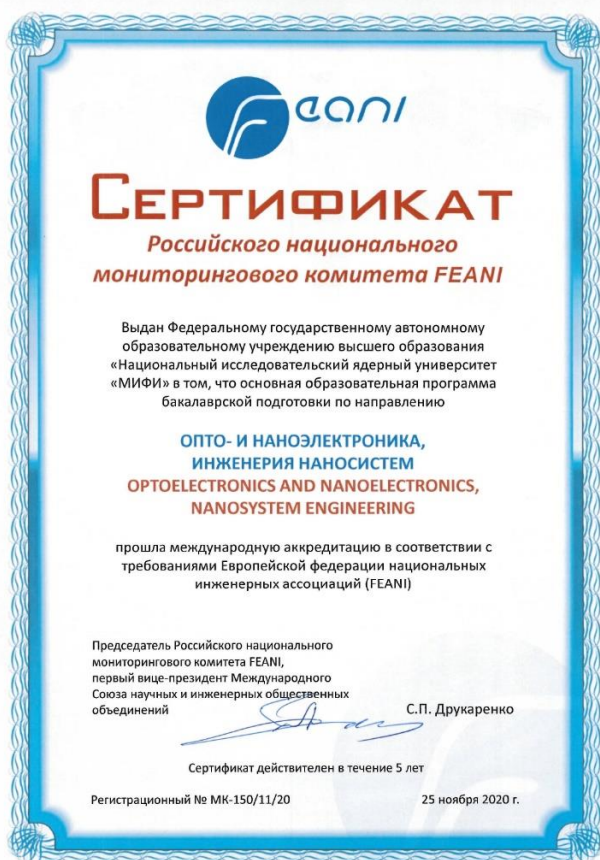 Feani
СЕРТИФИКАТ
Российского национального
мониторингового комитета FEANI
Выдан Федеральному государственному автономному
образовательному учреждению высшего образования
«Национальный исследовательский ядерный университет
«МИФИ» в том, что основная образовательная программа
бакалаврской подготовки по направлению
ОПТО- И НАНОЭЛЕКТРОНИКА,
ИНЖЕНЕРИЯ НАНОСИСТЕМ
OPTOELECTRONICS AND NANOELECTRONICS,
NANOSYSTEM ENGINEERING
прошла международную аккредитацию в соответствии с
требованиями Европейской федерации национальных
инженерных ассоциаций (FEANI)
Председатель Российского национального
мониторингового комитета FEANI,
первый вице-президент Международного
Союза научных и инженерных общественных
объединений
С.П. Друкаренко
Сертификат действителен в течение 5 лет
Регистрационный № МК-150/11/20
25 ноября 2020 г.